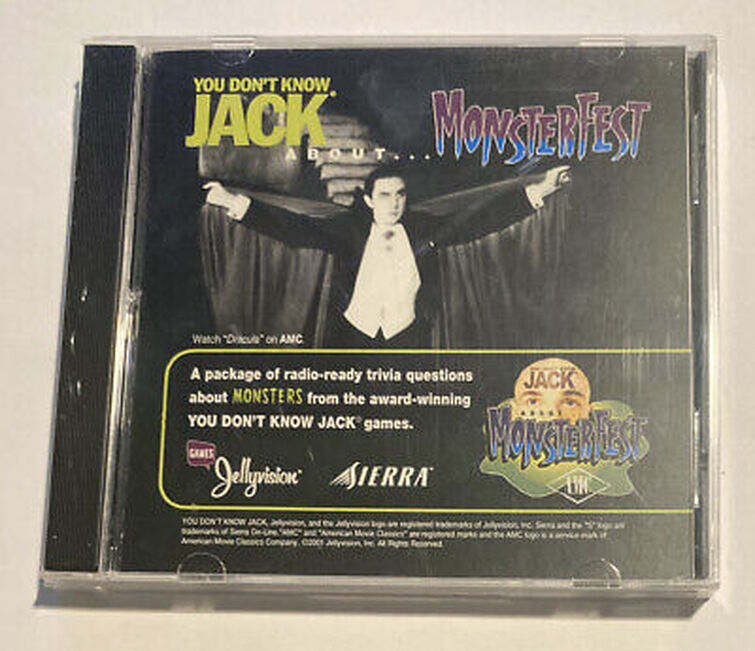 YOU DON'T KNOW
JACK®
ABOUT...
MONSTERFEST
Watch "Dracula" on AMC
A package of radio-ready trivia questions
about MONSTERS from the award-winning
YOU DON'T KNOW JACK® games.
GAMES
Jellyvision
SIERRA
JACK
ABOUT
MONSTERFEST
AMC
YOU DON'T KNOW JACK, Jellyvision, and the Jellyvision logo are registered trademarks of Jellyvision, Inc. Sierra and the "S" logo are
trademarks of Sierra On-Line. "AMC" and "American Movie Classics" are registered marks and the AMC logo is a service mark of
American Movie Classics Company. ©2001 Jellyvision, Inc. All Rights Reserved.